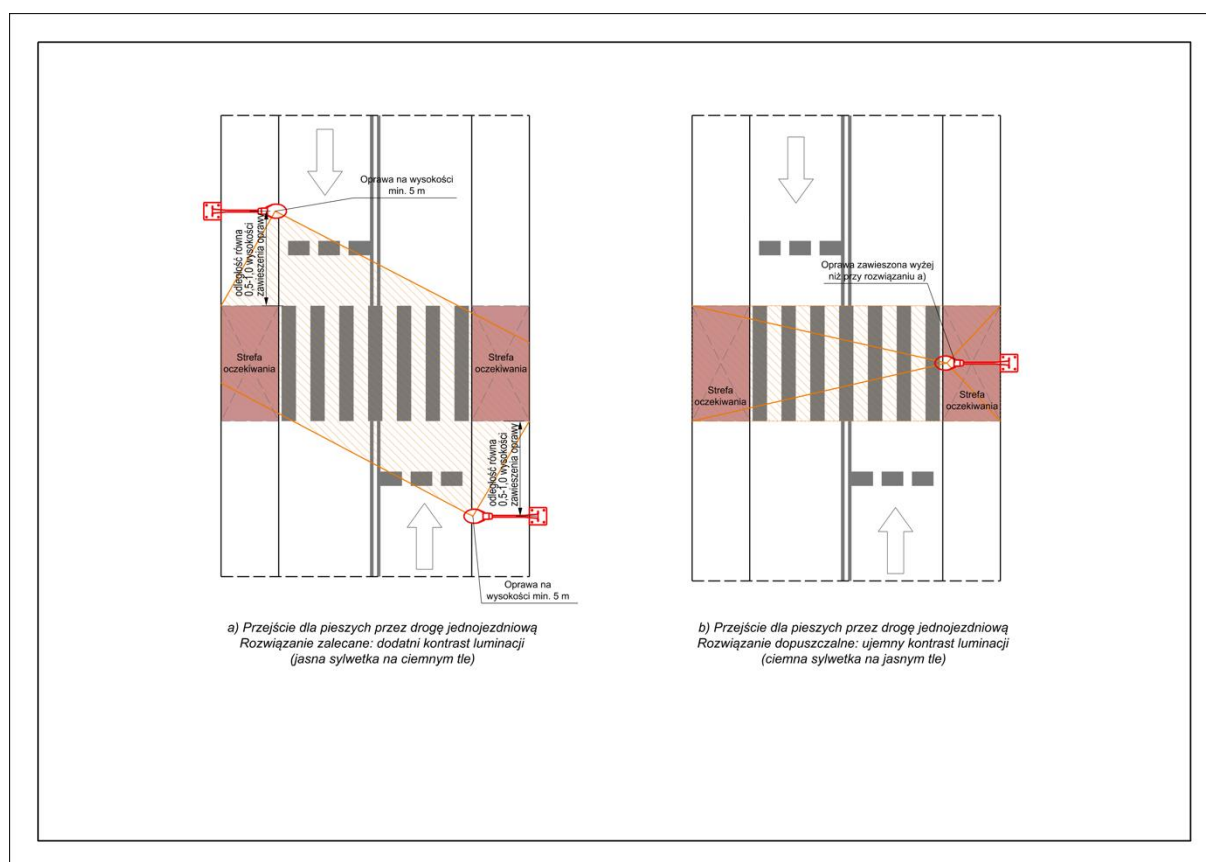 Oprawa na wysokości
min. 5 m
odległość równa
0,5-1,0 wysokości
zawieszenia oprawy
Strefa
oczekiwania
Strefa
oczekiwania
odległość równa
0,5-1,0 wysokości
zawieszenia oprawy
Oprawa na
wysokości min. 5 m
a) Przejście dla pieszych przez drogę jednojezdniową
Rozwiązanie zalecane: dodatni kontrast luminacji
(jasna sylwetka na ciemnym tle)
Oprawa zawieszona wyżej
niż przy rozwiązaniu a)
Strefa
oczekiwania
Strefa
oczekiwania
b) Przejście dla pieszych przez drogę jednojezdniową
Rozwiązanie dopuszczalne: ujemny kontrast luminacji
(ciemna sylwetka na jasnym tle)